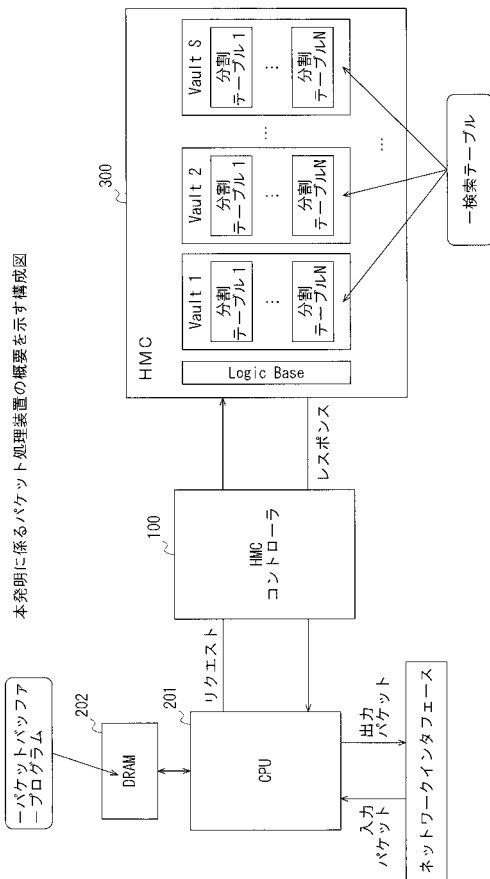 本発明に係るパケット処理装置の概要を示す構成図
ーパケットバッファ
ープログラム
202
DRAM
201
CPU
リクエスト
入力
パケット
出力
パケット
ネットワークインタフェース
100
HMC
コントローラ
レスポンス
300
HMC
Logic Base
Vault 1
分割
テーブル1
⋮
分割
テーブルN
Vault 2
分割
テーブル1
⋮
分割
テーブルN
…
Vault S
分割
テーブル1
⋮
分割
テーブルN
…
ー検索テーブル